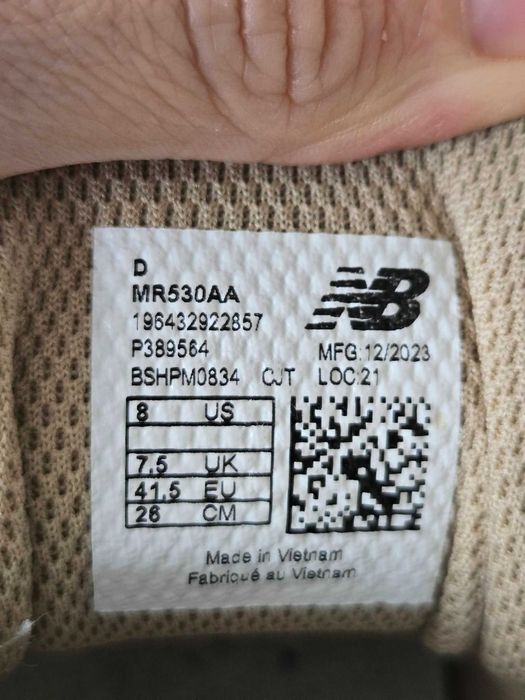 D
MR530AA
196432922857
P389564
MFG:12/2023
BSHPM0834 CJT LOC:21
NB
8 US
7.5 UK
41.5 EU
26 CM
Made in Vietnam
Fabriqué au Vietnam